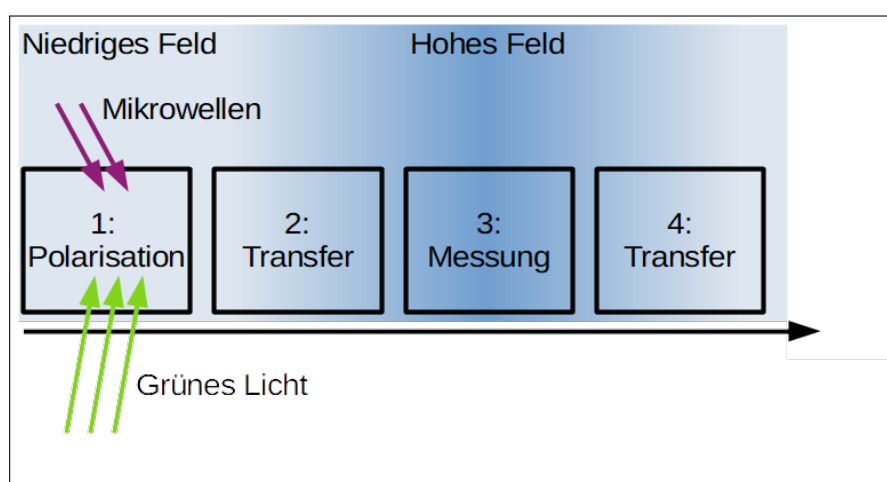 Niedriges Feld
Hohes Feld
Mikrowellen
1:
Polarisation
2:
Transfer
3:
Messung
4:
Transfer
Grünes Licht